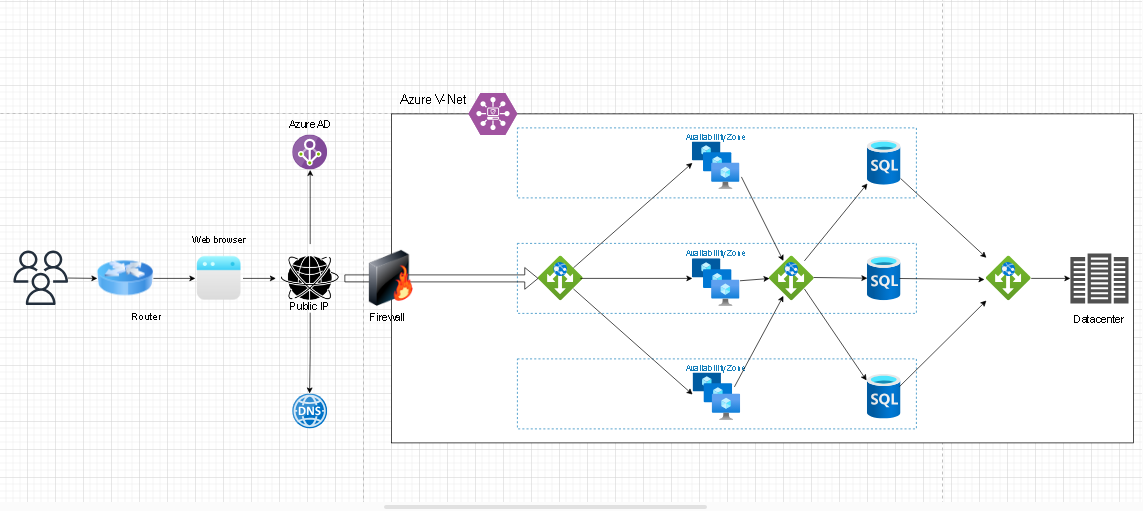 Azure V-Net
Azure AD
Availability Zone
SQL
Web browser
Availability Zone
SQL
Public IP
Router
Firewall
Datacenter
Availability Zone
DNS
SQL